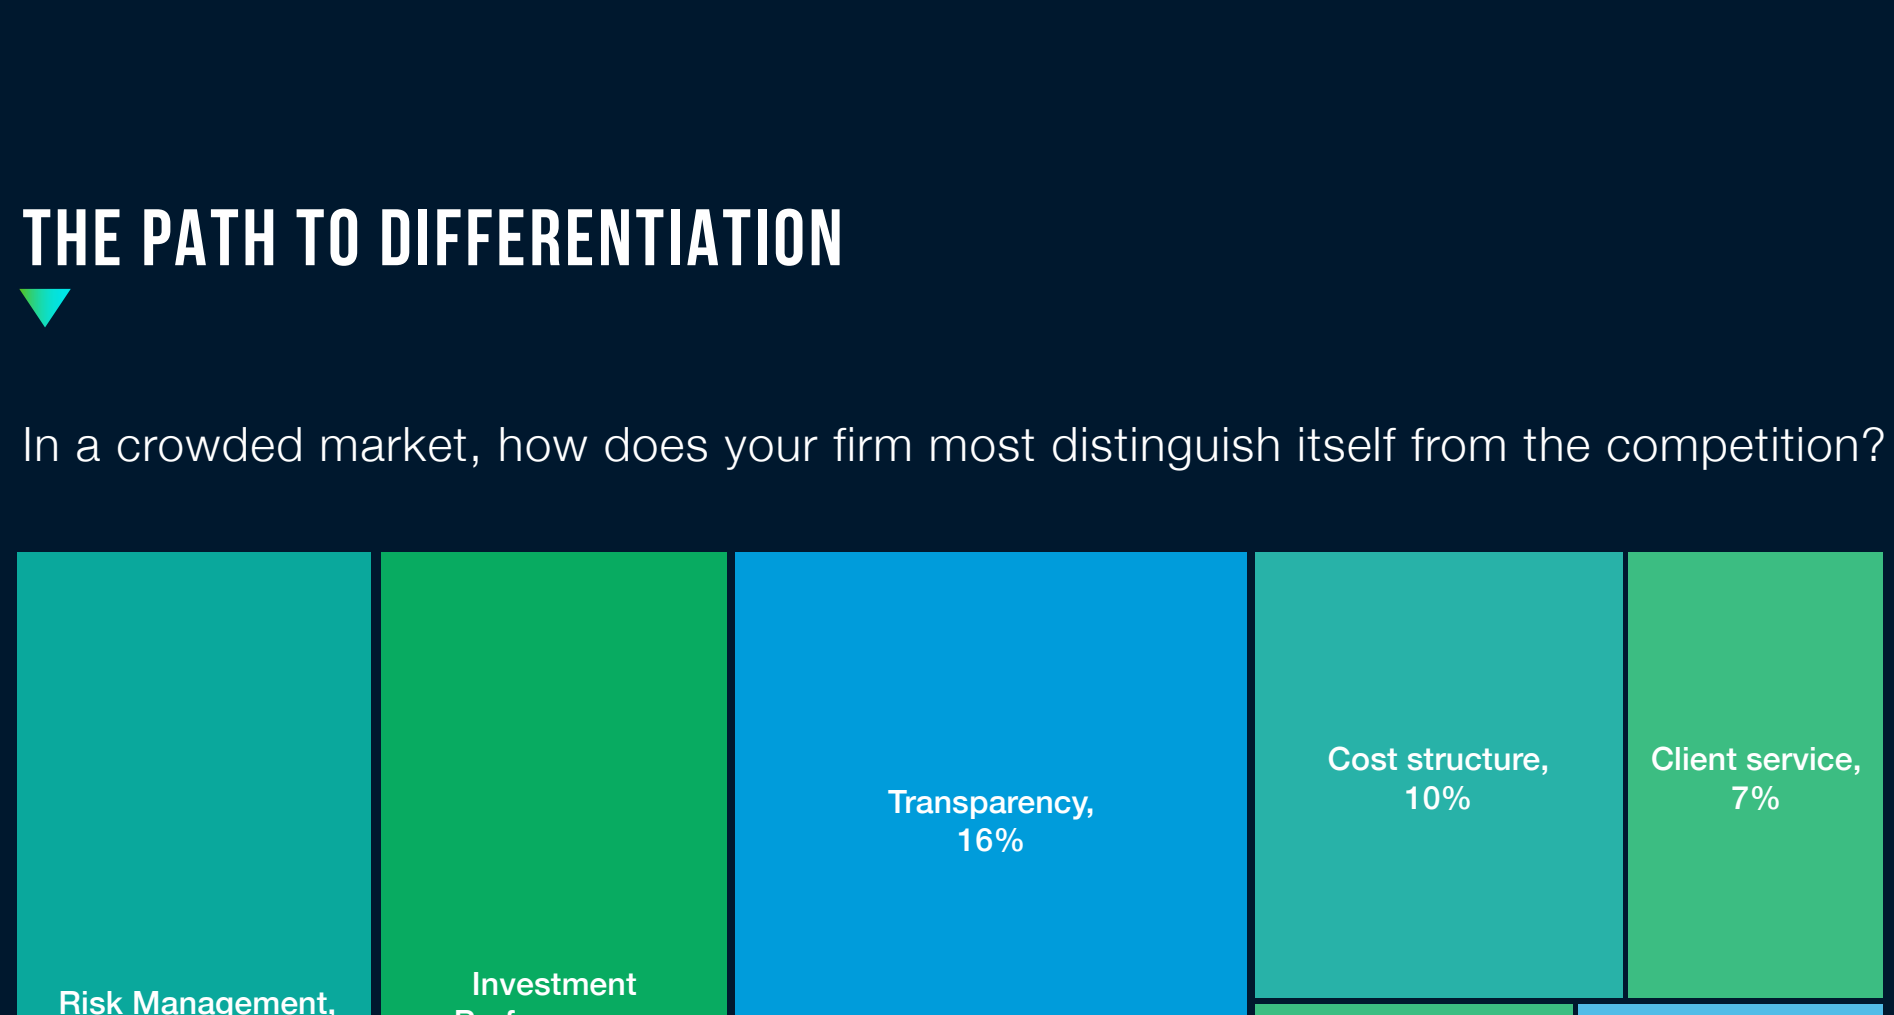 THE PATH TO DIFFERENTIATION
In a crowded market, how does your firm most distinguish itself from the competition?
Risk Management,
Investment
Transparency,
16%
Cost structure,
10%
Client service,
7%